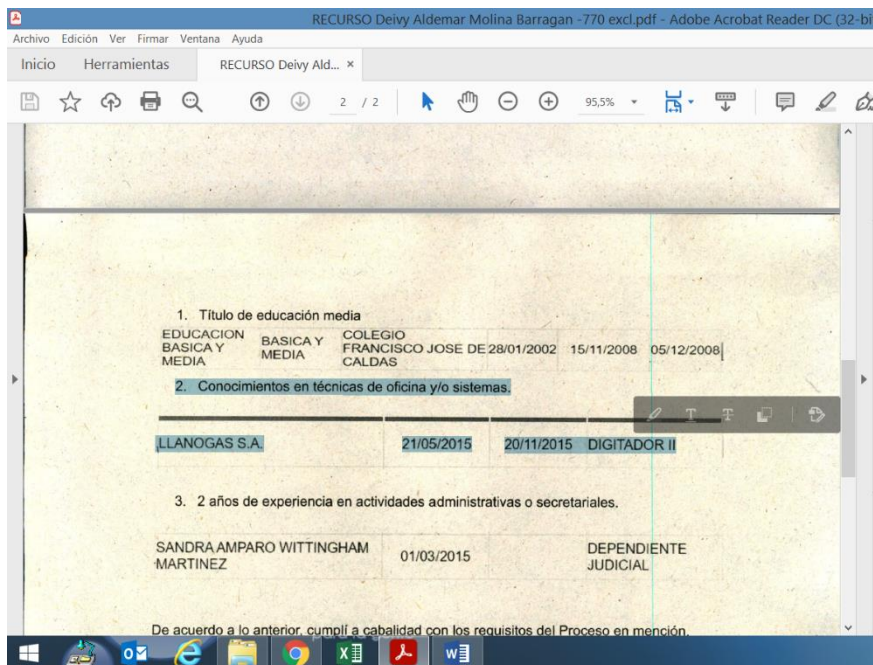 RECURSO Deivy Aldemar Molina Barragan -770 excl.pdf - Adobe Acrobat Reader DC (32-bi
Archivo Edición Ver Firmar Ventana Ayuda
Inicio Herramientas RECURSO Deivy Ald... ×
2 / 2 95,5%
1. Título de educación media
EDUCACION BASICA Y MEDIA BASICA Y MEDIA COLEGIO FRANCISCO JOSE DE CALDAS 28/01/2002 15/11/2008 05/12/2008
2. Conocimientos en técnicas de oficina y/o sistemas.
LLANOGAS S.A. 21/05/2015 20/11/2015 DIGITADOR II
3. 2 años de experiencia en actividades administrativas o secretariales.
SANDRA AMPARO WITTINGHAM MARTINEZ 01/03/2015 DEPENDIENTE JUDICIAL
De acuerdo a lo anterior, cumplí a cabalidad con los requisitos del Proceso en mención.